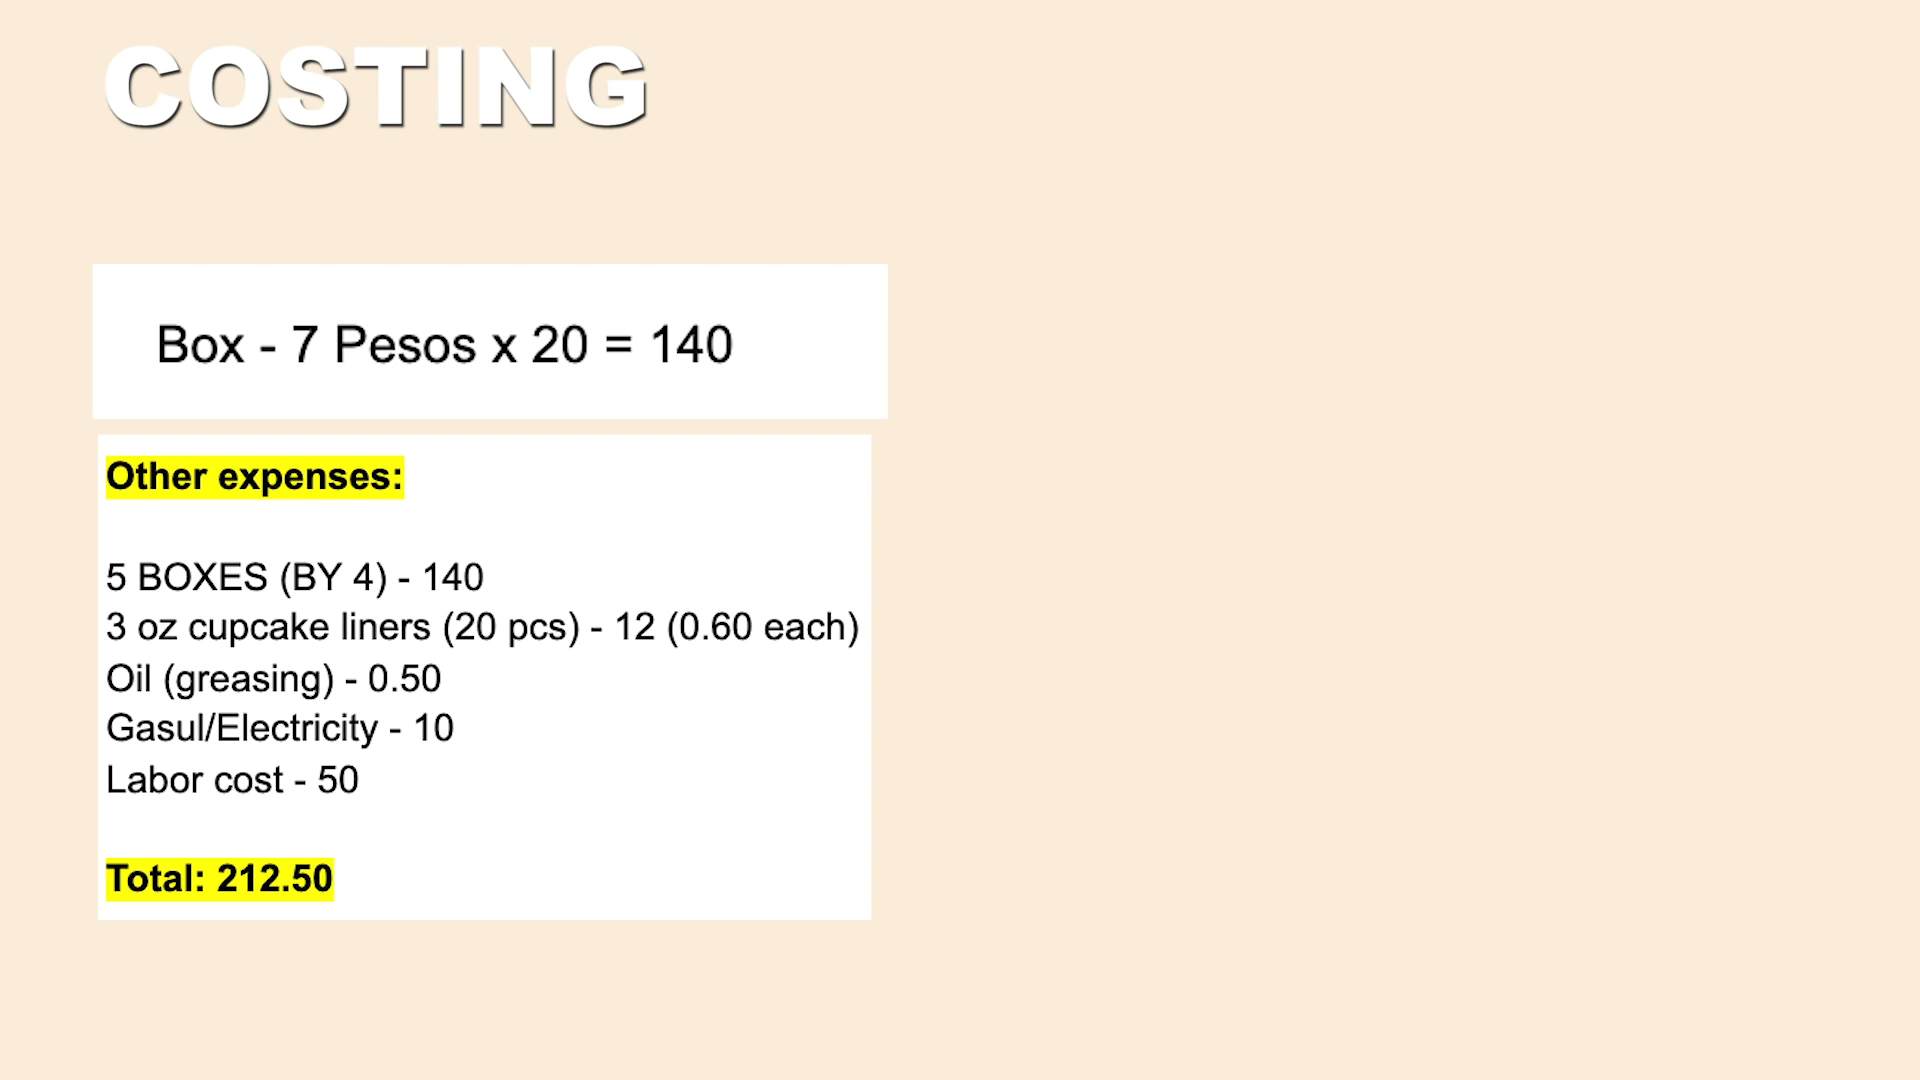 COSTING
Box - 7 Pesos x 20 = 140
Other expenses:
5 BOXES (BY 4) - 140
3 oz cupcake liners (20 pcs) - 12 (0.60 each)
Oil (greasing) - 0.50
Gasul/Electricity - 10
Labor cost - 50
Total: 212.50